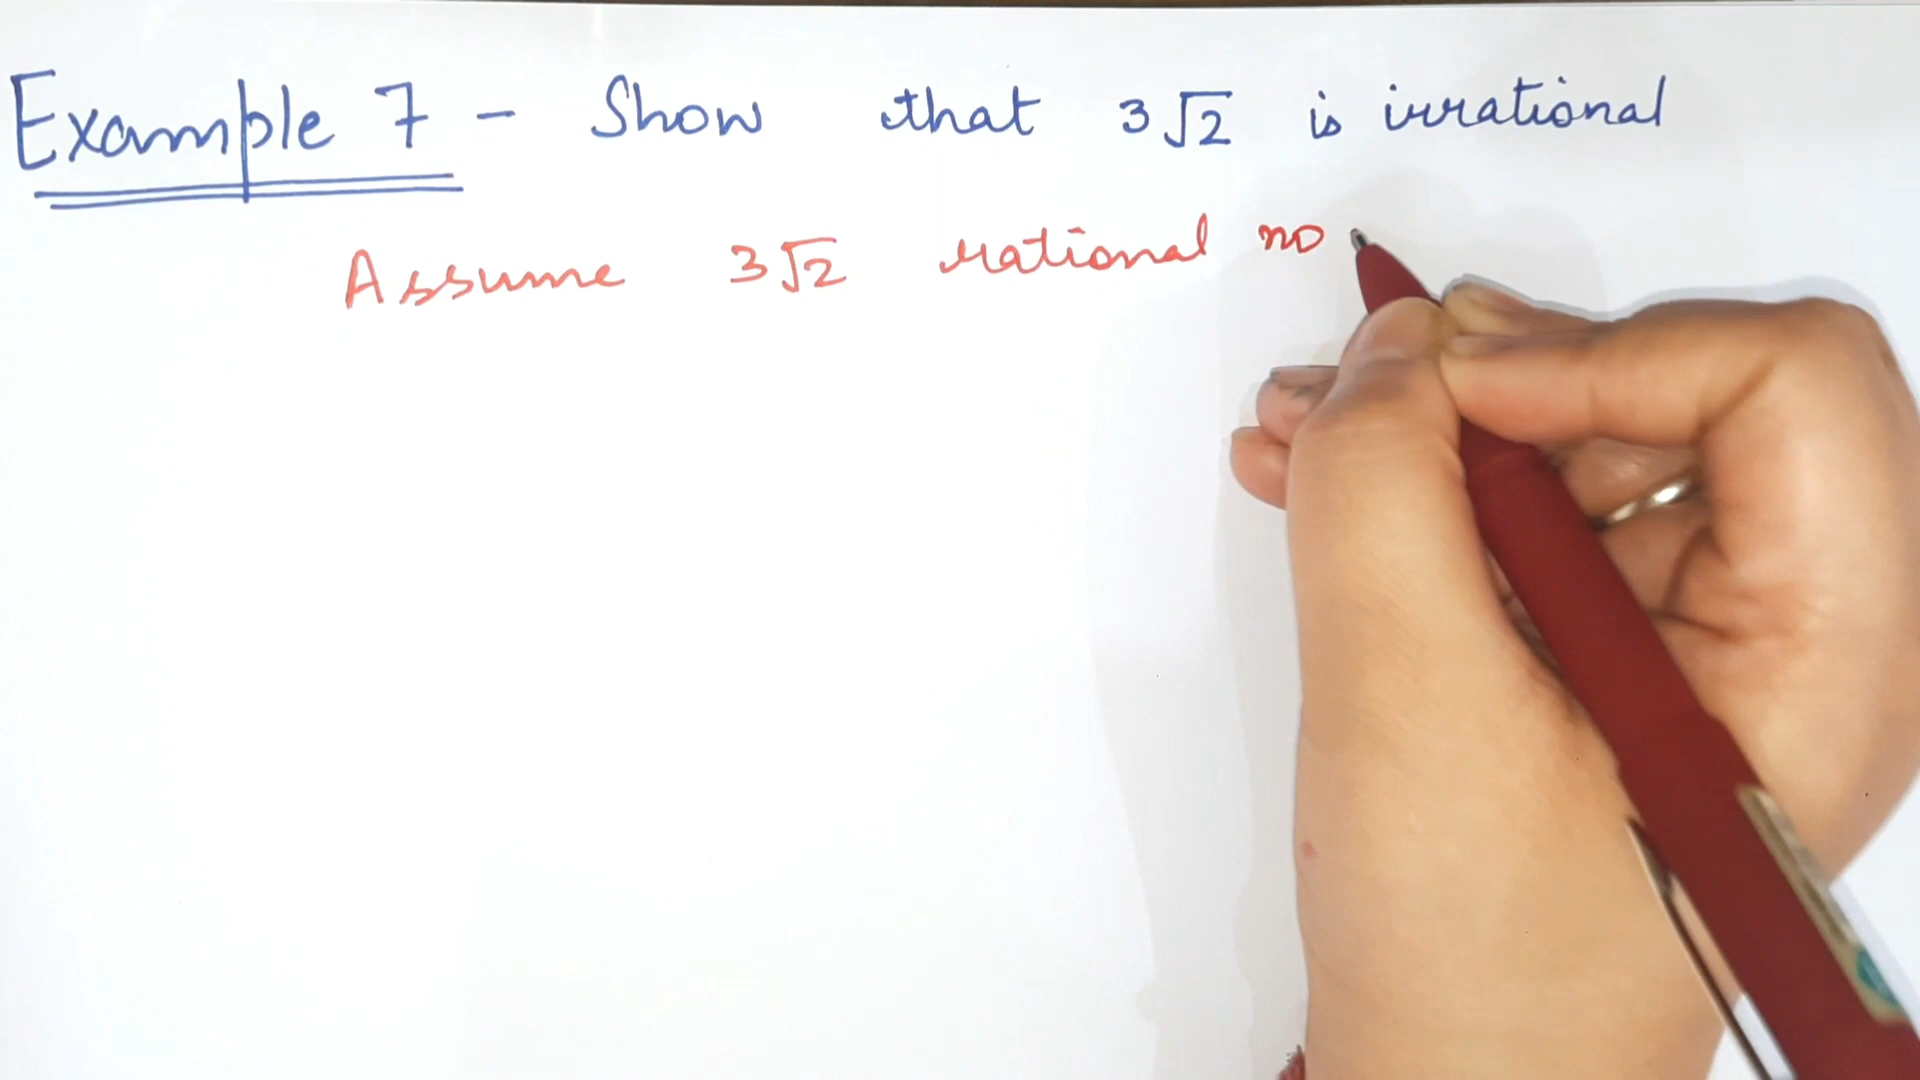 Example 7 - Show that 3√2 is irrational
Assume 3√2 rational no